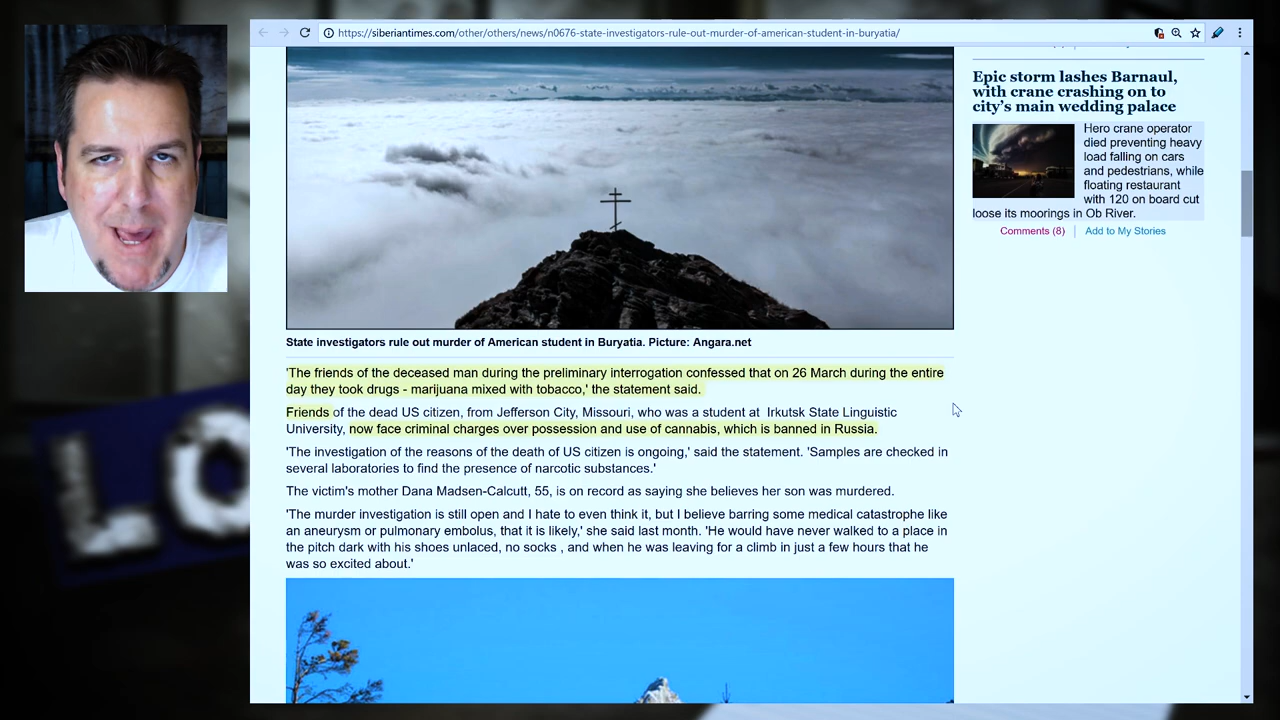 https://siberiantimes.com/other/others/news/n0676-state-investigators-rule-out-murder-of-american-student-in-buryatia/
Epic storm lashes Barnaul,
with crane crashing on to
city's main wedding palace
Hero crane operator
died preventing heavy
load falling on cars
and pedestrians, while
floating restaurant
with 120 on board cut
loose its moorings in Ob River.
Comments (8) | Add to My Stories
State investigators rule out murder of American student in Buryatia. Picture: Angara.net
'The friends of the deceased man during the preliminary interrogation confessed that on 26 March during the entire
day they took drugs - marijuana mixed with tobacco,' the statement said.
Friends of the dead US citizen, from Jefferson City, Missouri, who was a student at Irkutsk State Linguistic
University, now face criminal charges over possession and use of cannabis, which is banned in Russia.
'The investigation of the reasons of the death of US citizen is ongoing,' said the statement. 'Samples are checked in
several laboratories to find the presence of narcotic substances.'
The victim's mother Dana Madsen-Calcutt, 55, is on record as saying she believes her son was murdered.
'The murder investigation is still open and I hate to even think it, but I believe barring some medical catastrophe like
an aneurysm or pulmonary embolus, that it is likely,' she said last month. 'He would have never walked to a place in
the pitch dark with his shoes unlaced, no socks , and when he was leaving for a climb in just a few hours that he
was so excited about.'
LO